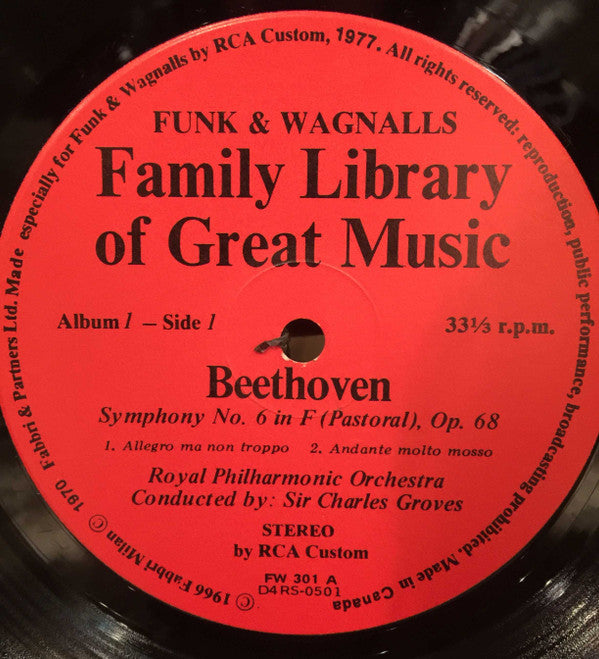 © 1966 Fabbri Milan © 1970 Fabbri & Partners Ltd. Made especially for Funk & Wagnalls by RCA Custom, 1977. All rights reserved: reproduction, public performance, broadcasting prohibited. Made in Canada
FUNK & WAGNALLS
Family Library
of Great Music
Album 1 – Side 1
33⅓ r.p.m.
Beethoven
Symphony No. 6 in F (Pastoral), Op. 68
1. Allegro ma non troppo 2. Andante molto mosso
Royal Philharmonic Orchestra
Conducted by: Sir Charles Groves
STEREO
by RCA Custom
FW 301 A
D4RS-0501